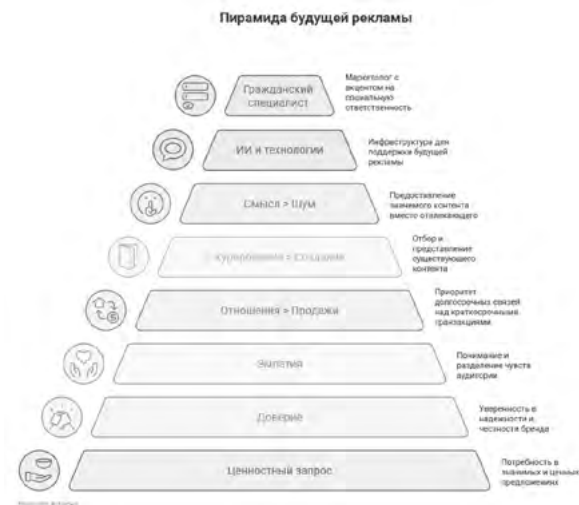 Пирамида будущей рекламы
Гражданский
специалист
Маркетолог с
акцентом на
социальную
ответственность
ИИ и технологии
Инфраструктура для
поддержки будущей
рекламы
Смысл > Шум
Предоставление
значимого контента
вместо отвлекающего
Курирование > Создание
Отбор и
представление
существующего
контента
Отношения > Продажи
Приоритет
долгосрочных связей
над краткосрочными
транзакциями
Эмпатия
Понимание и
разделение чувств
аудитории
Доверие
Уверенность в
надежности и
честности бренда
Ценностный запрос
Потребность в
значимых и ценных
предложениях